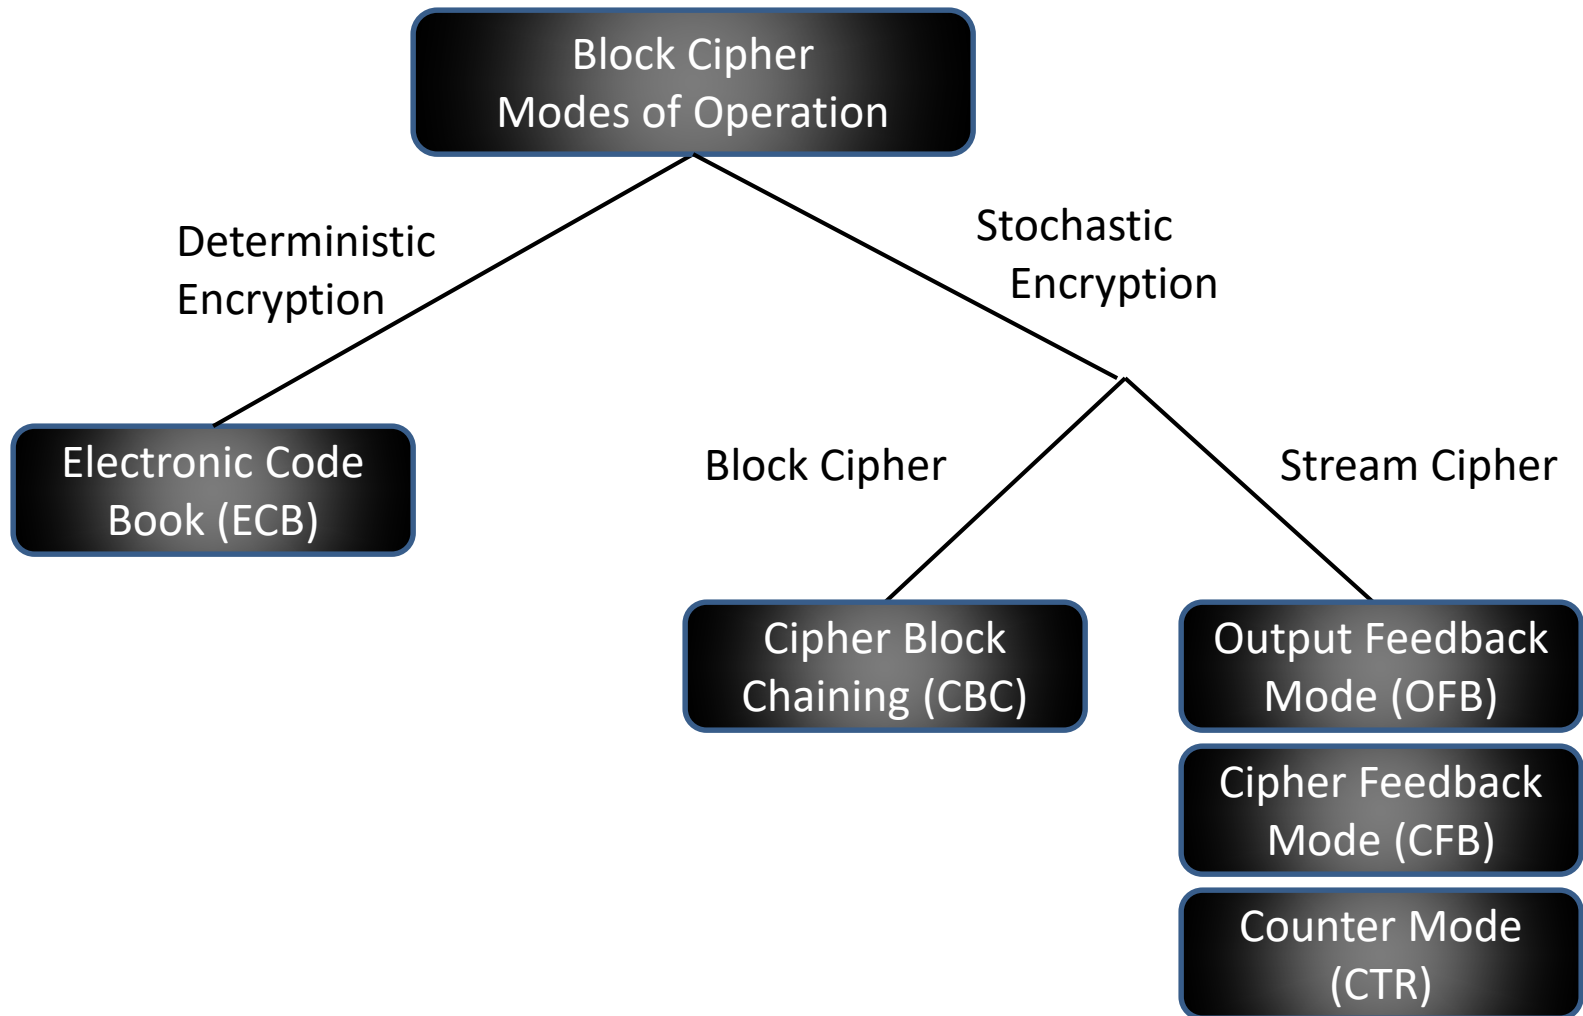 Block Cipher
Modes of Operation
Deterministic
Encryption
Stochastic
Encryption
Electronic Code
Book (ECB)
Block Cipher
Stream Cipher
Cipher Block
Chaining (CBC)
Output Feedback
Mode (OFB)
Cipher Feedback
Mode (CFB)
Counter Mode
(CTR)